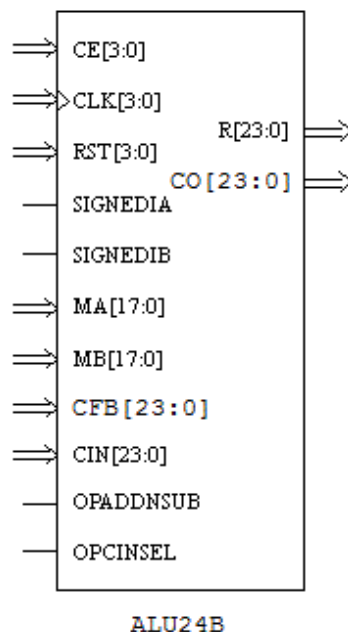 CE[3:0]
CLK[3:0]
R[23:0]
RST[3:0]
CO[23:0]
SIGNEDIA
SIGNEDIB
MA[17:0]
MB[17:0]
CFB[23:0]
CIN[23:0]
OPADDNSUB
OPCINSEL
ALU24B